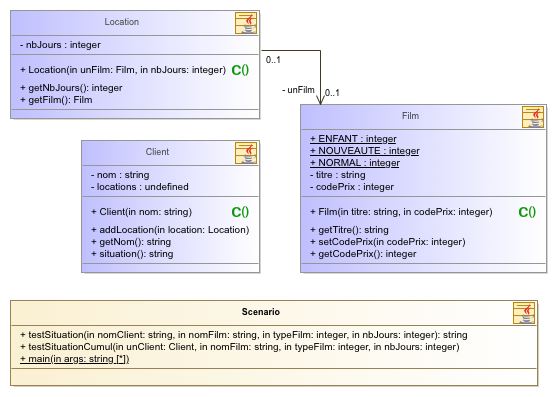 Location
- nbJours : integer
+ Location(in unFilm: Film, in nbJours: integer) C()
+ getNbJours(): integer
+ getFilm(): Film
0..1
- unFilm
0..1
Film
+ ENFANT : integer
+ NOUVEAUTE : integer
+ NORMAL : integer
- titre : string
- codePrix : integer
+ Film(in titre: string, in codePrix: integer) C()
+ getTitre(): string
+ setCodePrix(in codePrix: integer)
+ getCodePrix(): integer
Client
- nom : string
- locations : undefined
+ Client(in nom: string) C()
+ addLocation(in location: Location)
+ getNom(): string
+ situation(): string
Scenario
+ testSituation(in nomClient: string, in nomFilm: string, in typeFilm: integer, in nbJours: integer): string
+ testSituationCumul(in unClient: Client, in nomFilm: string, in typeFilm: integer, in nbJours: integer)
+ main(in args: string [*])